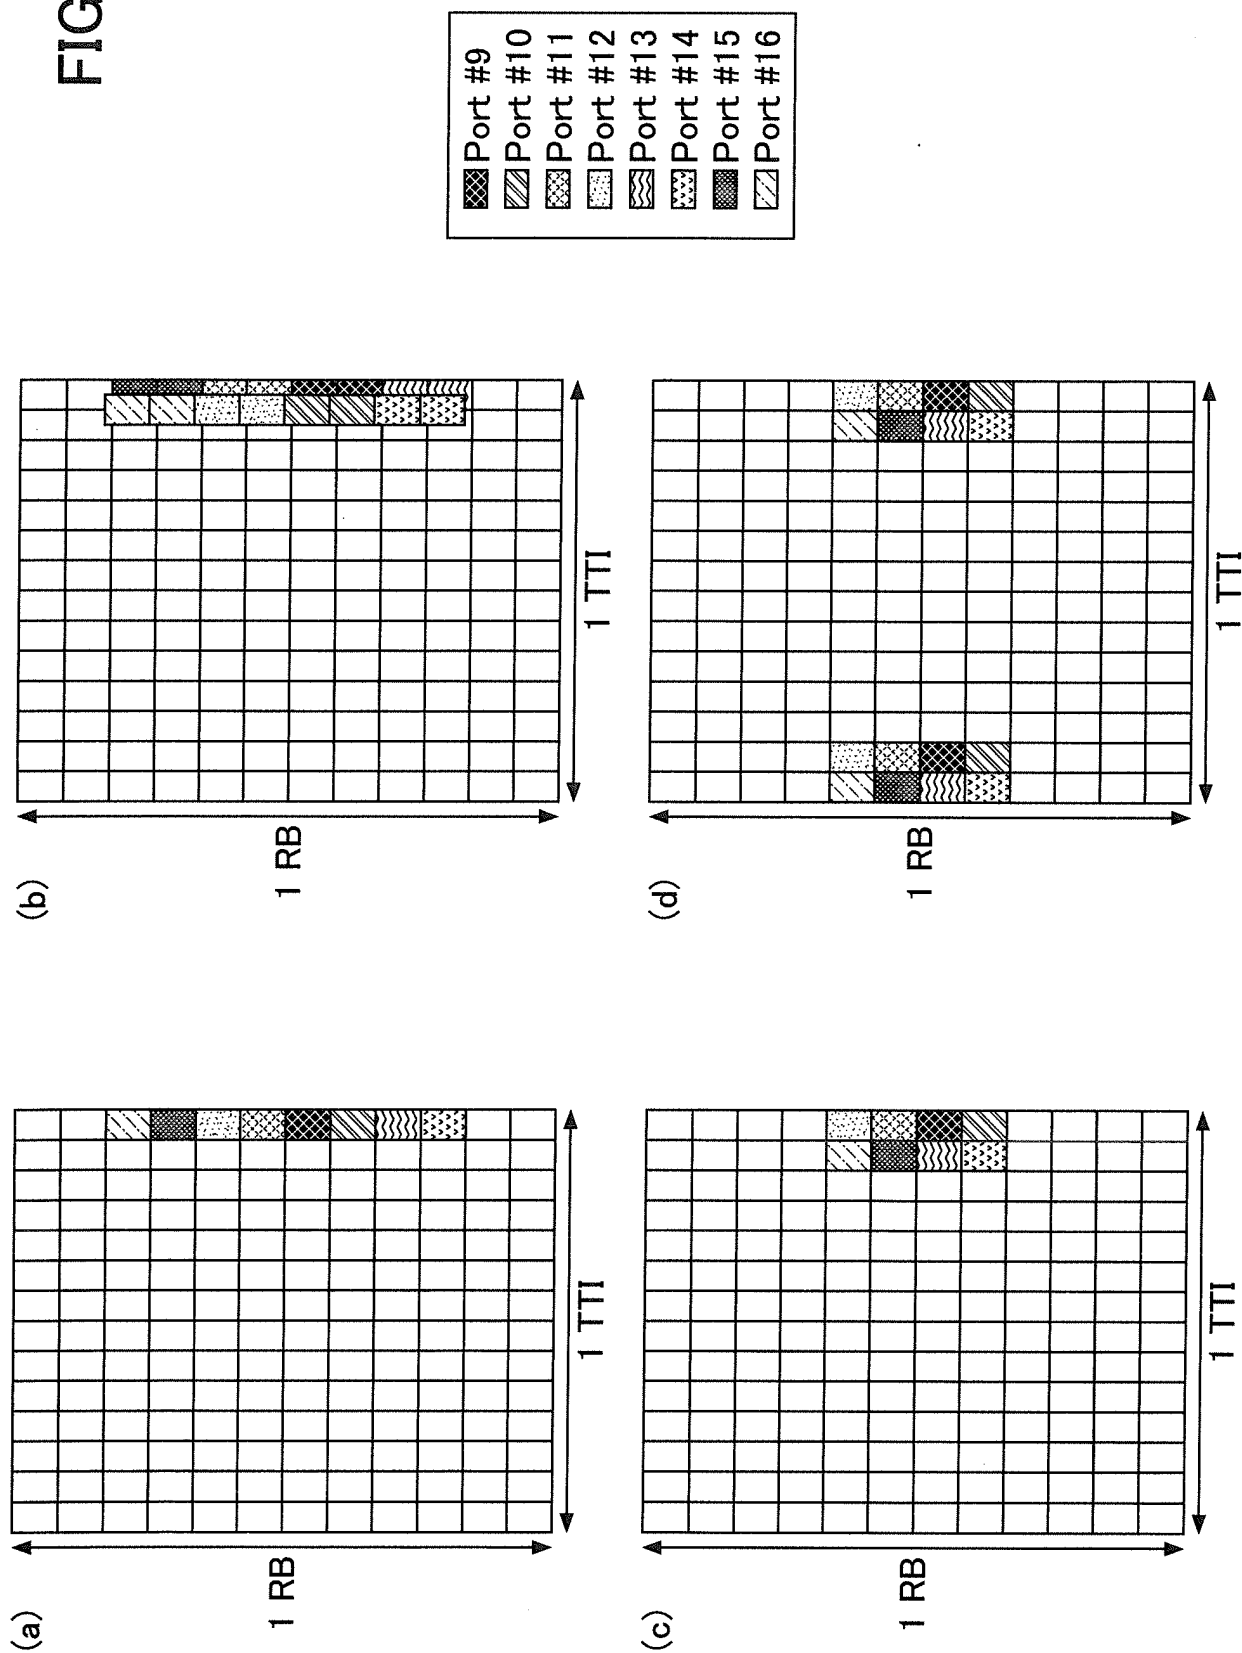 FIG
(a)
1 RB
1 TTI
(b)
1 RB
1 TTI
(c)
1 RB
1 TTI
(d)
1 RB
1 TTI
Port #9
Port #10
Port #11
Port #12
Port #13
Port #14
Port #15
Port #16